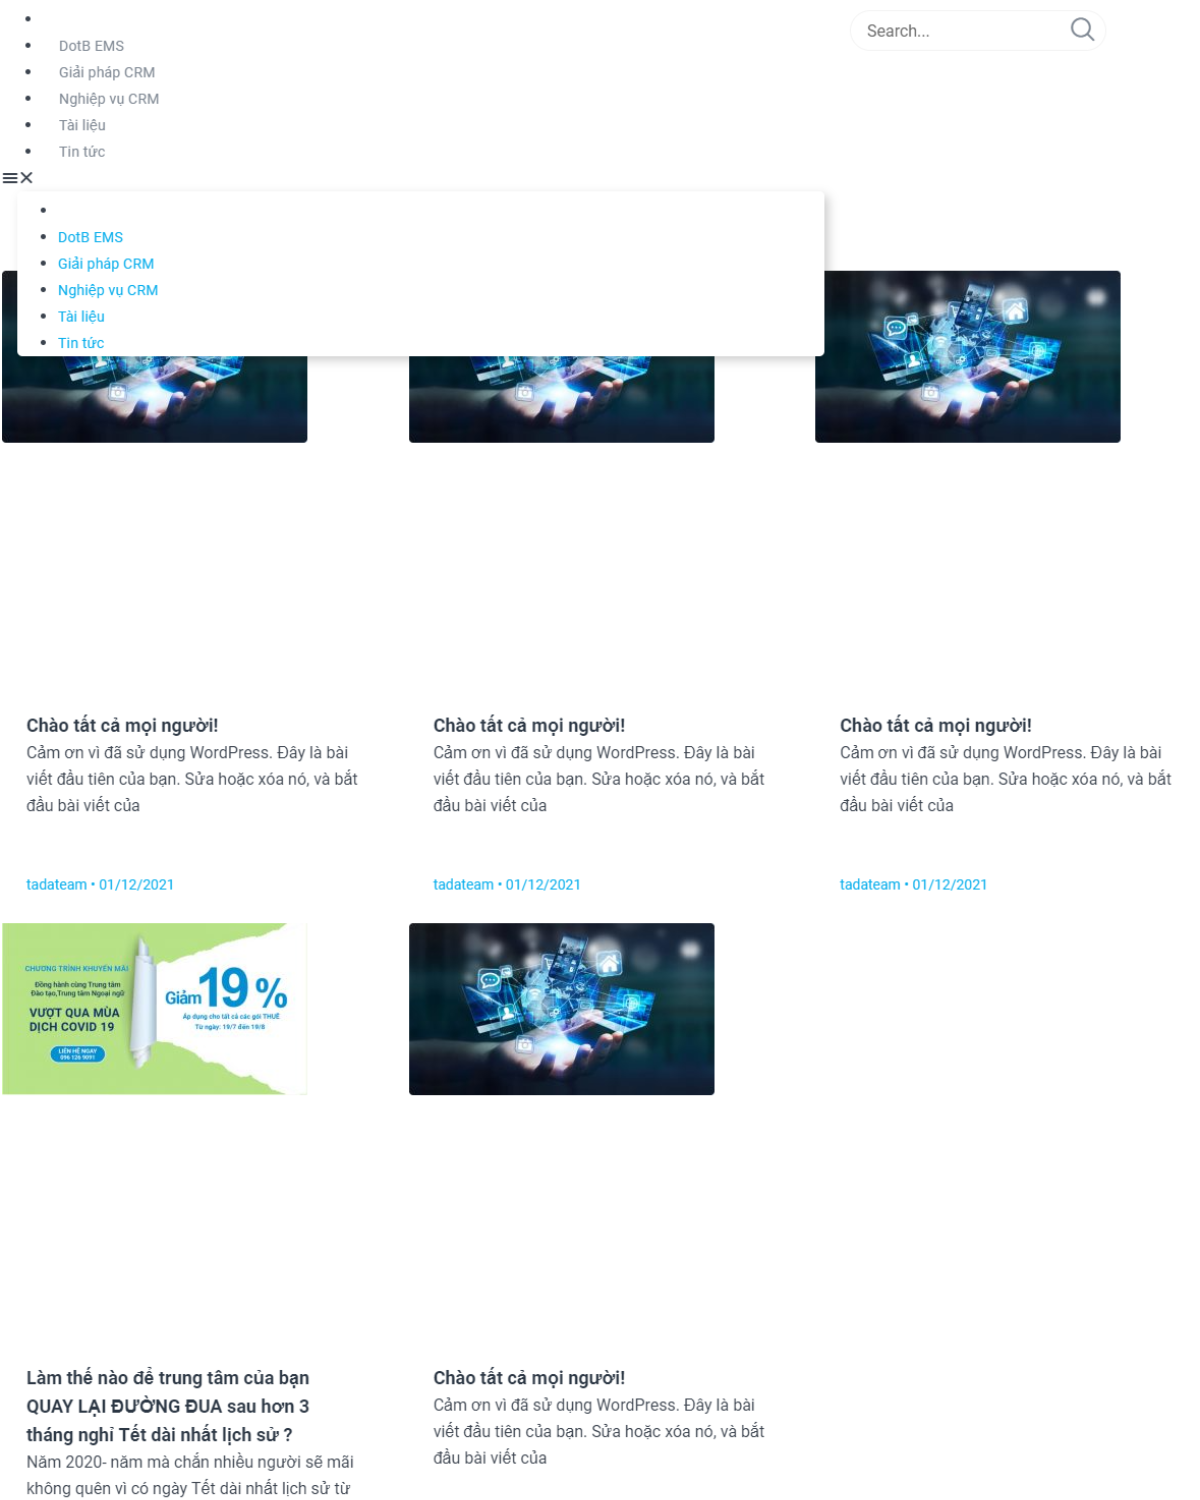 Search...
DotB EMS
Giải pháp CRM
Nghiệp vụ CRM
Tài liệu
Tin tức
DotB EMS
Giải pháp CRM
Nghiệp vụ CRM
Tài liệu
Tin tức
Chào tất cả mọi người!
Cảm ơn vì đã sử dụng WordPress. Đây là bài
viết đầu tiên của bạn. Sửa hoặc xóa nó, và bắt
đầu bài viết của
tadateam • 01/12/2021
Chào tất cả mọi người!
Cảm ơn vì đã sử dụng WordPress. Đây là bài
viết đầu tiên của bạn. Sửa hoặc xóa nó, và bắt
đầu bài viết của
tadateam • 01/12/2021
Chào tất cả mọi người!
Cảm ơn vì đã sử dụng WordPress. Đây là bài
viết đầu tiên của bạn. Sửa hoặc xóa nó, và bắt
đầu bài viết của
tadateam • 01/12/2021
CHƯƠNG TRÌNH KHUYẾN MÃI
Đồng hành cùng Trung tâm
Đào tạo,Trung tâm Ngoại ngữ
VƯỢT QUA MÙA
DỊCH COVID 19
LIÊN HỆ NGAY
096 126 9091
Giảm 19 %
Áp dụng cho tất cả các gói THUÊ
Từ ngày: 19/7 đến 19/8
Làm thế nào để trung tâm của bạn
QUAY LẠI ĐƯỜNG ĐUA sau hơn 3
tháng nghỉ Tết dài nhất lịch sử ?
Năm 2020- năm mà chắn nhiều người sẽ mãi
không quên vì có ngày Tết dài nhất lịch sử từ
Chào tất cả mọi người!
Cảm ơn vì đã sử dụng WordPress. Đây là bài
viết đầu tiên của bạn. Sửa hoặc xóa nó, và bắt
đầu bài viết của